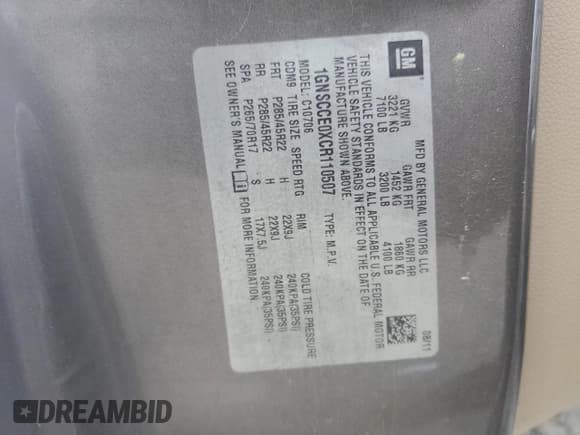 GM
MFD BY GENERAL MOTORS LLC
08/11
GVWR GAWR FRT GAWR RR
3221 KG 1452 KG 1860 KG
7100 LB 3200 LB 4100 LB
THIS VEHICLE CONFORMS TO ALL APPLICABLE U.S. FEDERAL MOTOR
VEHICLE SAFETY STANDARDS IN EFFECT ON THE DATE OF
MANUFACTURE SHOWN ABOVE.
1GNSCCE0XCR110507 TYPE: M.P.V.
MODEL: C10706
CDM9 TIRE SIZE SPEED RTG RIM COLD TIRE PRESSURE
FRT P285/45R22 H 22X9J 240KPA(35PSI)
RR P285/45R22 H 22X9J 240KPA(35PSI)
SPA P265/70R17 S 17X7.5J 240KPA(35PSI)
SEE OWNER'S MANUAL i FOR MORE INFORMATION.
DREAMBID